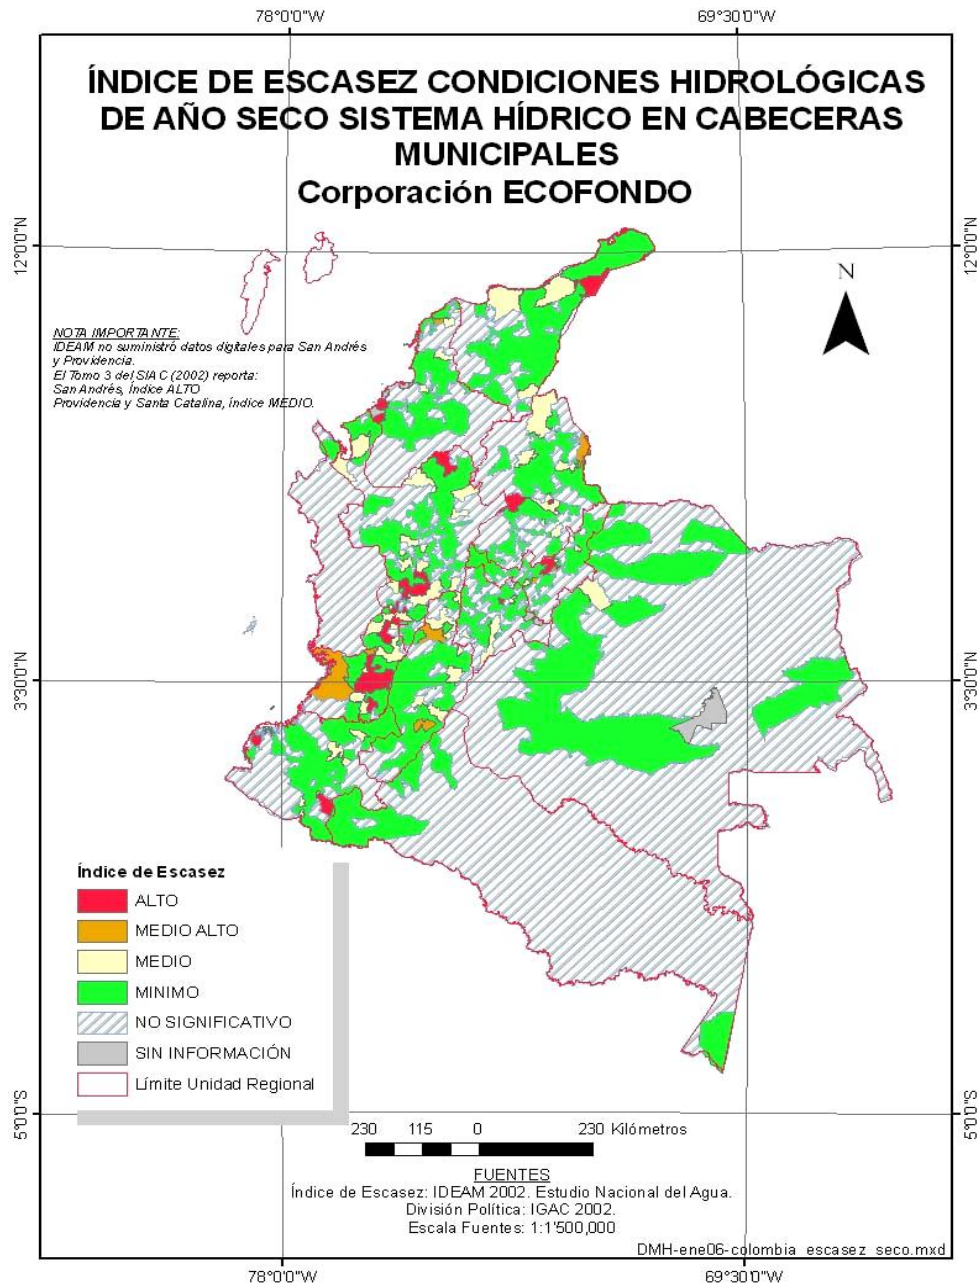 78°0'0"W
69°30'0"W
ÍNDICE DE ESCASEZ CONDICIONES HIDROLÓGICAS
DE AÑO SECO SISTEMA HÍDRICO EN CABECERAS
MUNICIPALES
Corporación ECOFONDO
12°0'0"N
12°0'0"N
N
NOTA IMPORTANTE:
IDEAM no suministró datos digitales para San Andrés
y Providencia.
El Tomo 3 del SIAC (2002) reporta:
San Andrés, Índice ALTO
Providencia y Santa Catalina, índice MEDIO.
3°30'0"N
3°30'0"N
Índice de Escasez
ALTO
MEDIO ALTO
MEDIO
MINIMO
NO SIGNIFICATIVO
SIN INFORMACIÓN
Límite Unidad Regional
5°0'0"S
5°0'0"S
230 115 0 230 Kilómetros
FUENTES
Índice de Escasez: IDEAM 2002. Estudio Nacional del Agua.
División Política: IGAC 2002.
Escala Fuentes: 1:1'500,000
DMH-ene06-colombia escasez seco.mxd
78°0'0"W
69°30'0"W